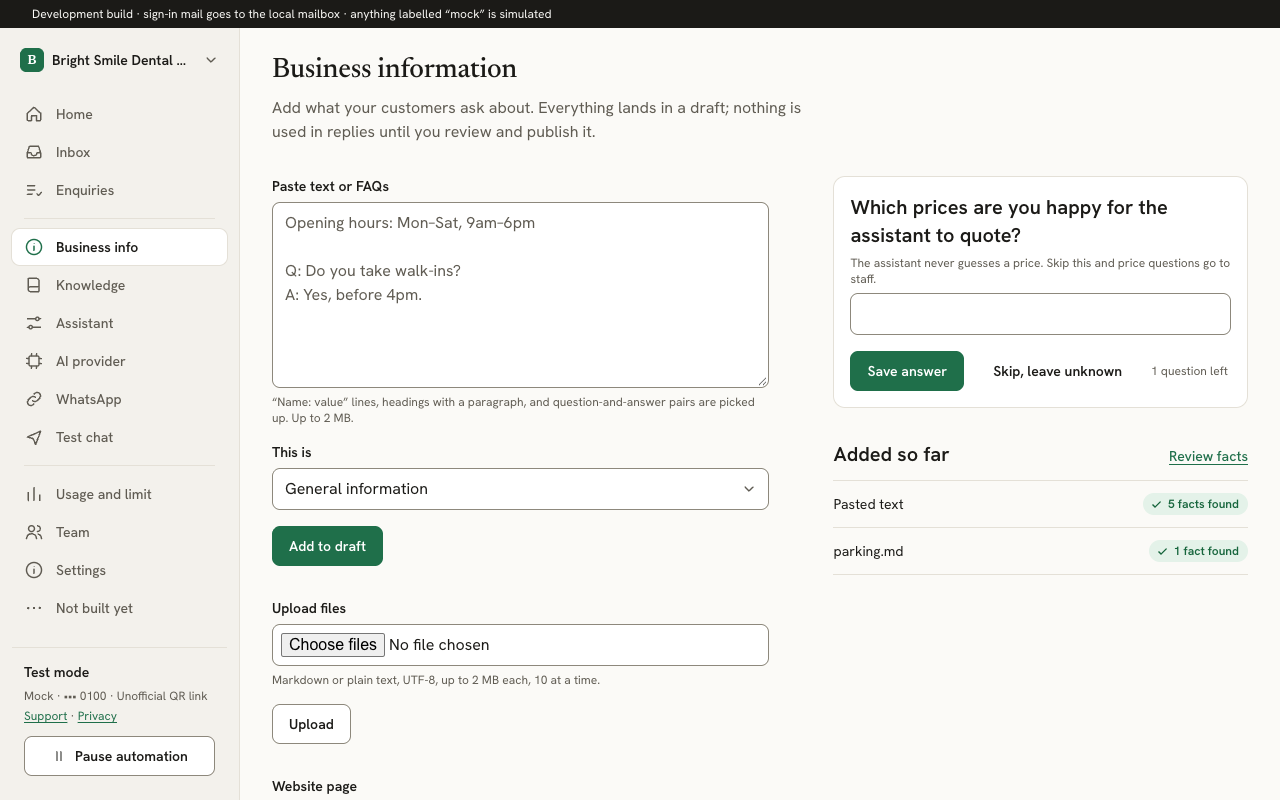 Development build · sign-in mail goes to the local mailbox · anything labelled “mock” is simulated
B
Bright Smile Dental ...
Home
Inbox
Enquiries
Business info
Knowledge
Assistant
AI provider
WhatsApp
Test chat
Usage and limit
Team
Settings
Not built yet
Test mode
Mock · ••• 0100 · Unofficial QR link
Support · Privacy
Pause automation
Business information
Add what your customers ask about. Everything lands in a draft; nothing is
used in replies until you review and publish it.
Paste text or FAQs
Opening hours: Mon–Sat, 9am–6pm
Q: Do you take walk-ins?
A: Yes, before 4pm.
“Name: value” lines, headings with a paragraph, and question-and-answer pairs are picked
up. Up to 2 MB.
This is
General information
Add to draft
Upload files
Choose files No file chosen
Markdown or plain text, UTF-8, up to 2 MB each, 10 at a time.
Upload
Website page
Which prices are you happy for the
assistant to quote?
The assistant never guesses a price. Skip this and price questions go to
staff.
Save answer
Skip, leave unknown
1 question left
Added so far
Review facts
Pasted text
5 facts found
parking.md
1 fact found